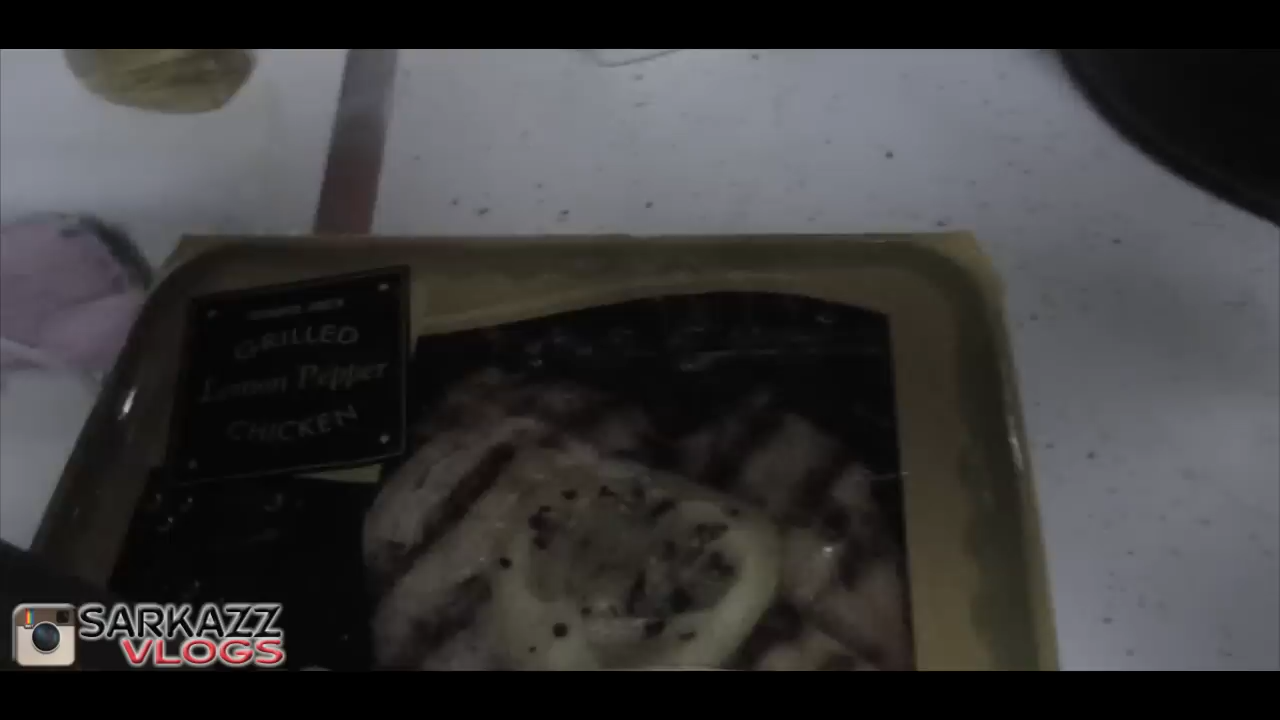 GRILLED
Lemon Pepper
CHICKEN
SARKAZZ
VLOGS